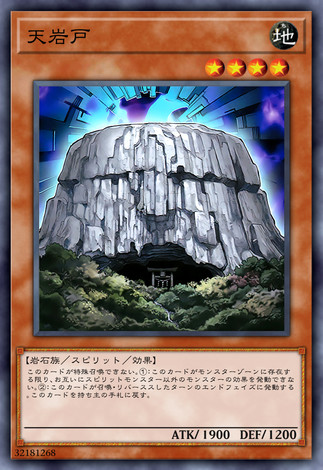 天岩戸
地
【岩石族／スピリット／効果】
このカードは特殊召喚できない。①：このカードがモンスターゾーンに存在す
る限り、お互いにスピリットモンスター以外のモンスターの効果を発動できな
い。②：このカードが召喚・リバースしたターンのエンドフェイズに発動する
。このカードを持ち主の手札に戻す。
ATK/1900 DEF/1200
32181268